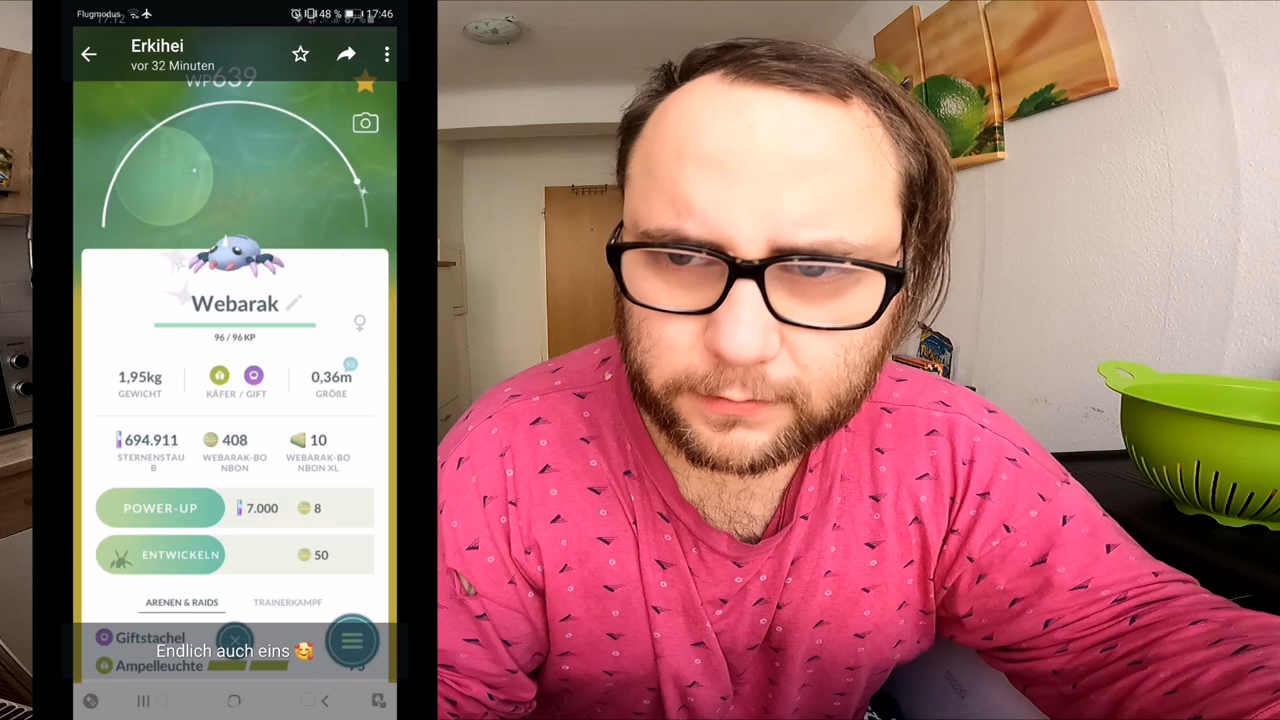 Flugmodus 48 % 17:46
Erkihei
vor 32 Minuten
WP639
Webarak
96 / 96 KP
1,95kg
GEWICHT
KÄFER / GIFT
XS
0,36m
GRÖßE
694.911
STERNENSTAU
B
408
WEBARAK-BO
NBON
10
WEBARAK-BO
NBON XL
POWER-UP 7.000 8
ENTWICKELN 50
ARENEN & RAIDS TRAINERKAMPF
Giftstachel
Endlich auch eins
Ampelleuchte